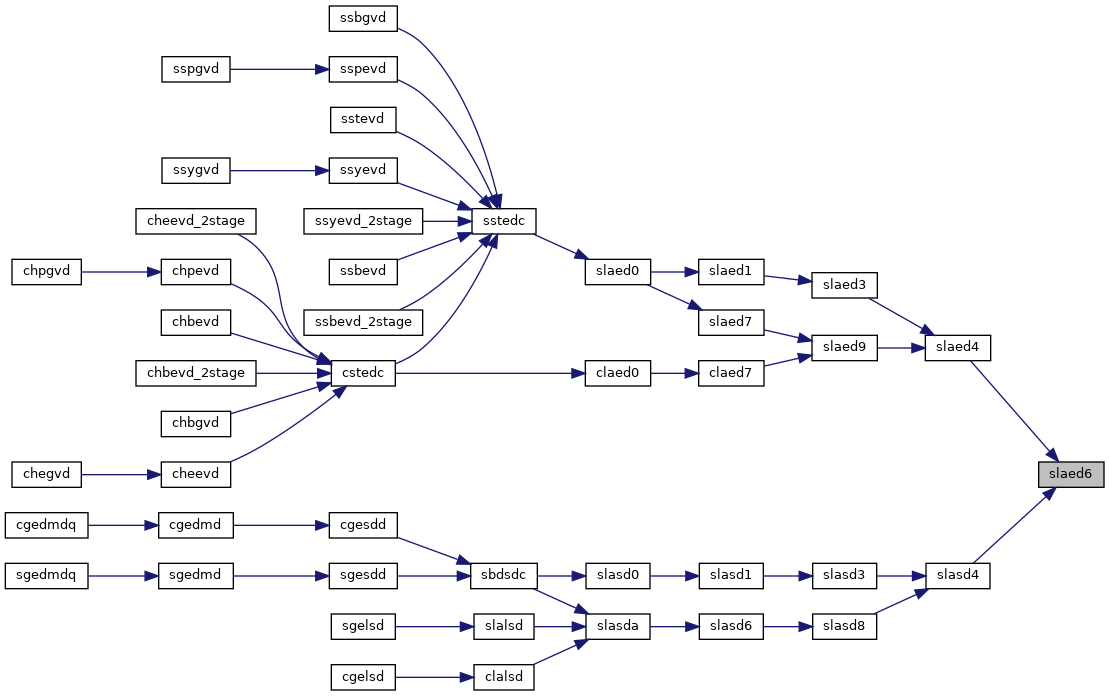 ssbgvd
sspgvd
sspevd
sstevd
ssygvd
ssyevd
cheevd_2stage
ssyevd_2stage
sstedc
chpgvd
chpevd
ssbevd
slaed0
slaed1
slaed3
chbevd
ssbevd_2stage
slaed7
slaed9
slaed4
chbevd_2stage
cstedc
claed0
claed7
chbgvd
chegvd
cheevd
slaed6
cgedmdq
cgedmd
cgesdd
sgedmdq
sgedmd
sgesdd
sbdsdc
slasd0
slasd1
slasd3
slasd4
sgelsd
slalsd
slasda
slasd6
slasd8
cgelsd
clalsd